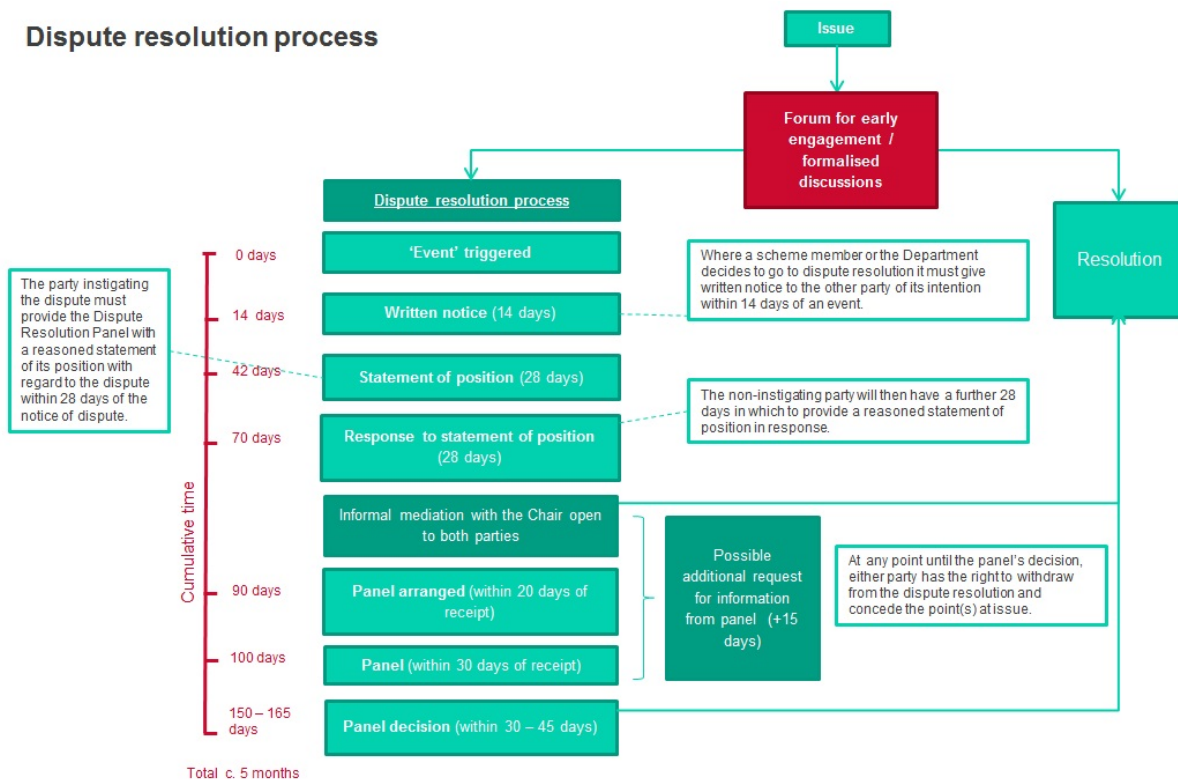 Dispute resolution process
Issue
Forum for early
engagement /
formalised
discussions
Dispute resolution process
Resolution
0 days
'Event' triggered
Where a scheme member or the Department
decides to go to dispute resolution it must give
written notice to the other party of its intention
within 14 days of an event.
The party instigating
the dispute must
provide the Dispute
Resolution Panel with
a reasoned statement
of its position with
regard to the dispute
within 28 days of the
notice of dispute.
14 days
Written notice (14 days)
42 days
Statement of position (28 days)
The non-instigating party will then have a further 28
days in which to provide a reasoned statement of
position in response.
70 days
Response to statement of position
(28 days)
Cumulative time
Informal mediation with the Chair open
to both parties
Possible
additional request
for information
from panel (+15
days)
At any point until the panel's decision,
either party has the right to withdraw
from the dispute resolution and
concede the point(s) at issue.
90 days
Panel arranged (within 20 days of
receipt)
100 days
Panel (within 30 days of receipt)
150 – 165
days
Panel decision (within 30 – 45 days)
Total c. 5 months